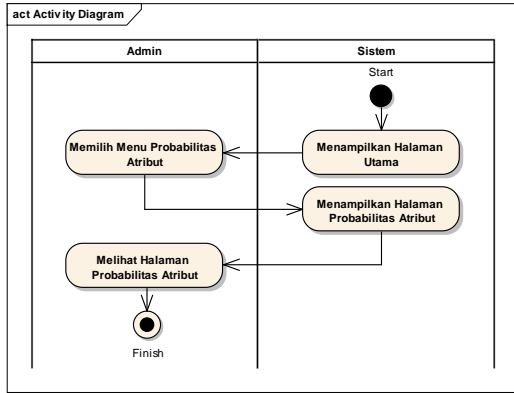 act Activity Diagram
Admin
Sistem
Start
Menampilkan Halaman
Utama
Memilih Menu Probabilitas
Atribut
Menampilkan Halaman
Probabilitas Atribut
Melihat Halaman
Probabilitas Atribut
Finish